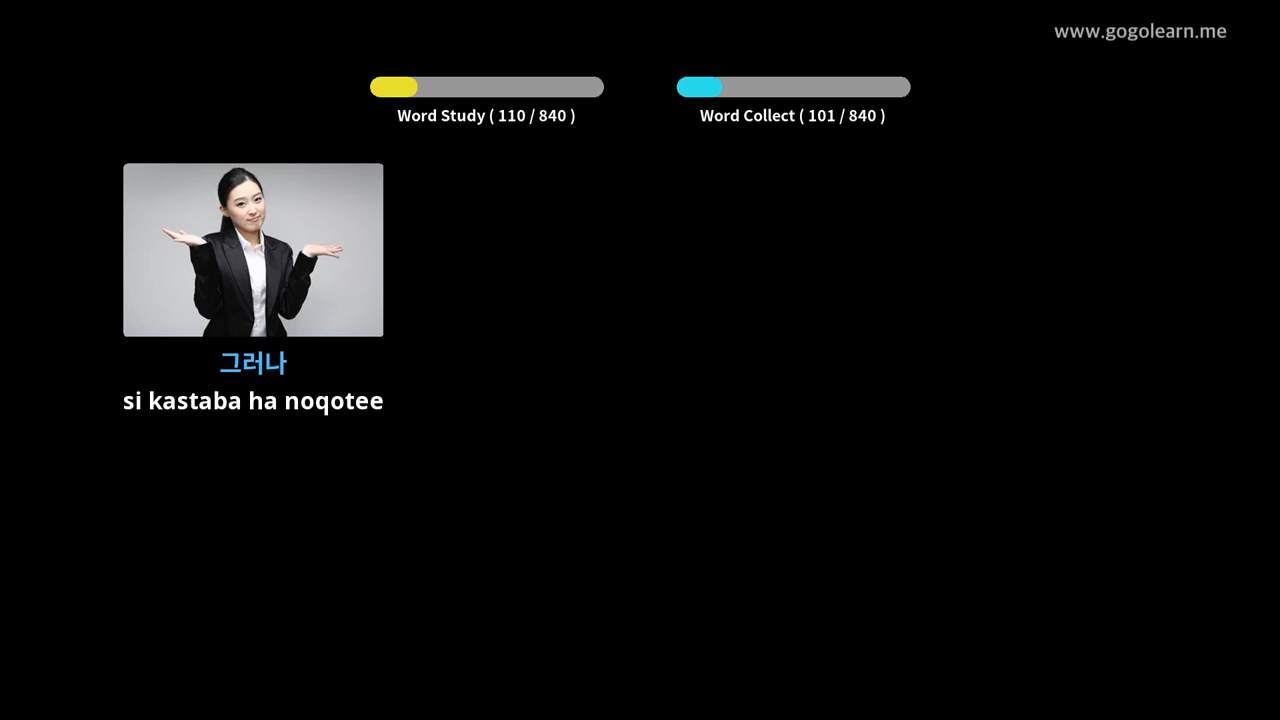 www.gogolearn.me
Word Study ( 110 / 840 )
Word Collect ( 101 / 840 )
그러나
si kastaba ha noqotee